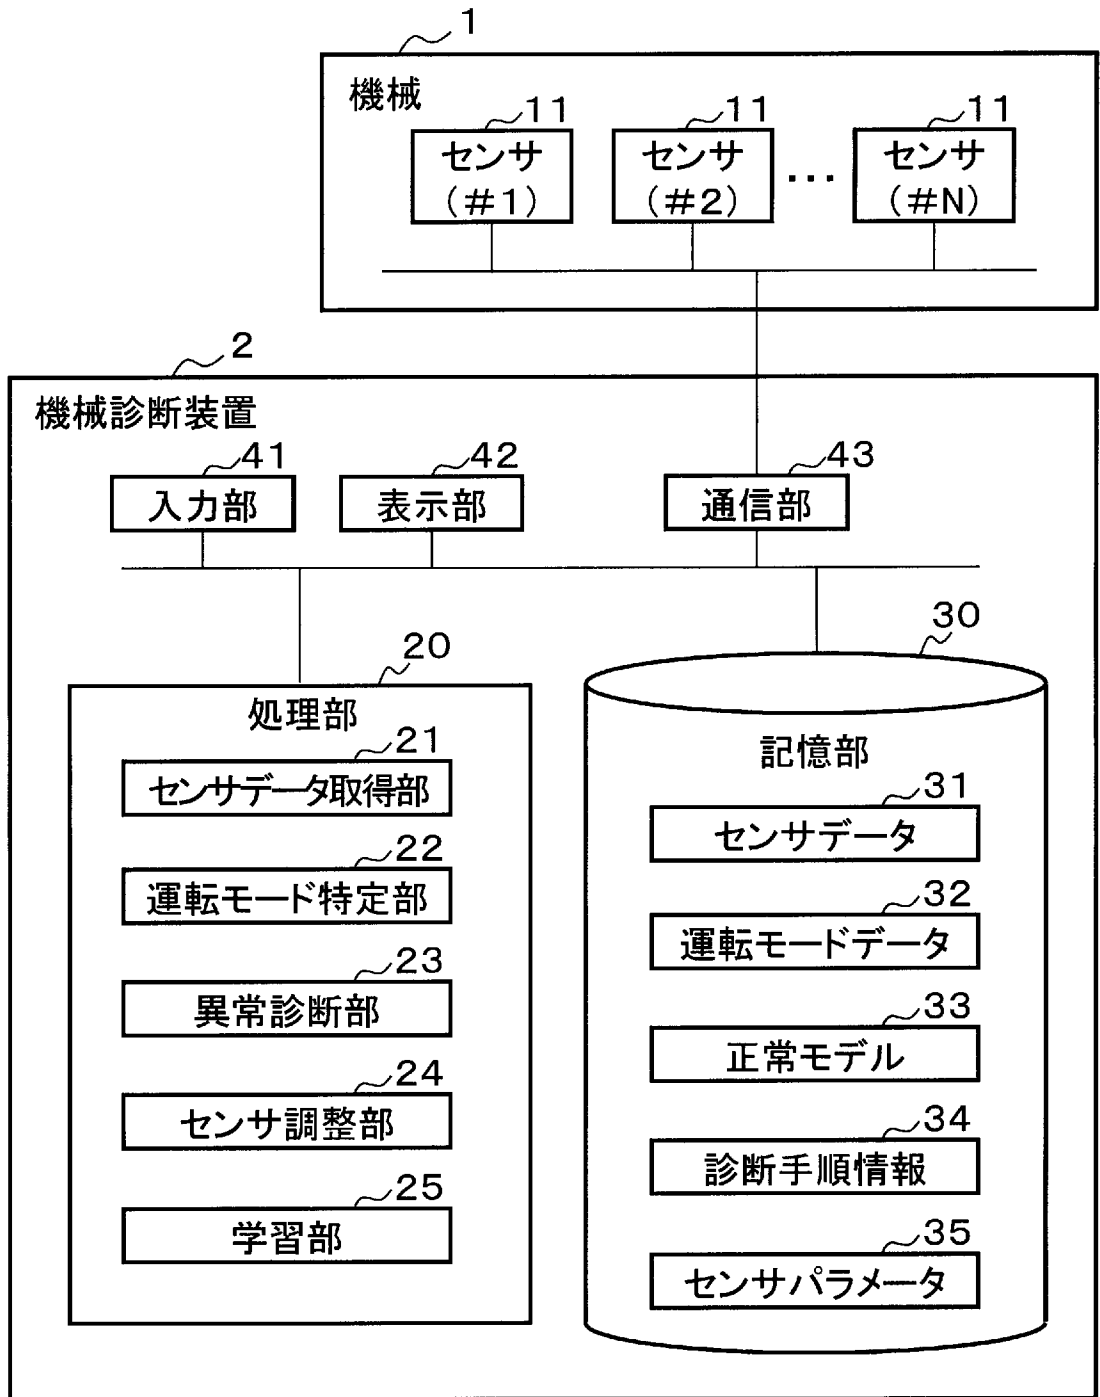 1
機械
11
11
11
センサ
(#1)
センサ
(#2)
・・・
センサ
(#N)
2
機械診断装置
41
42
43
入力部
表示部
通信部
20
30
処理部
記憶部
21
センサデータ取得部
22
運転モード特定部
23
異常診断部
24
センサ調整部
25
学習部
31
センサデータ
32
運転モードデータ
33
正常モデル
34
診断手順情報
35
センサパラメータ